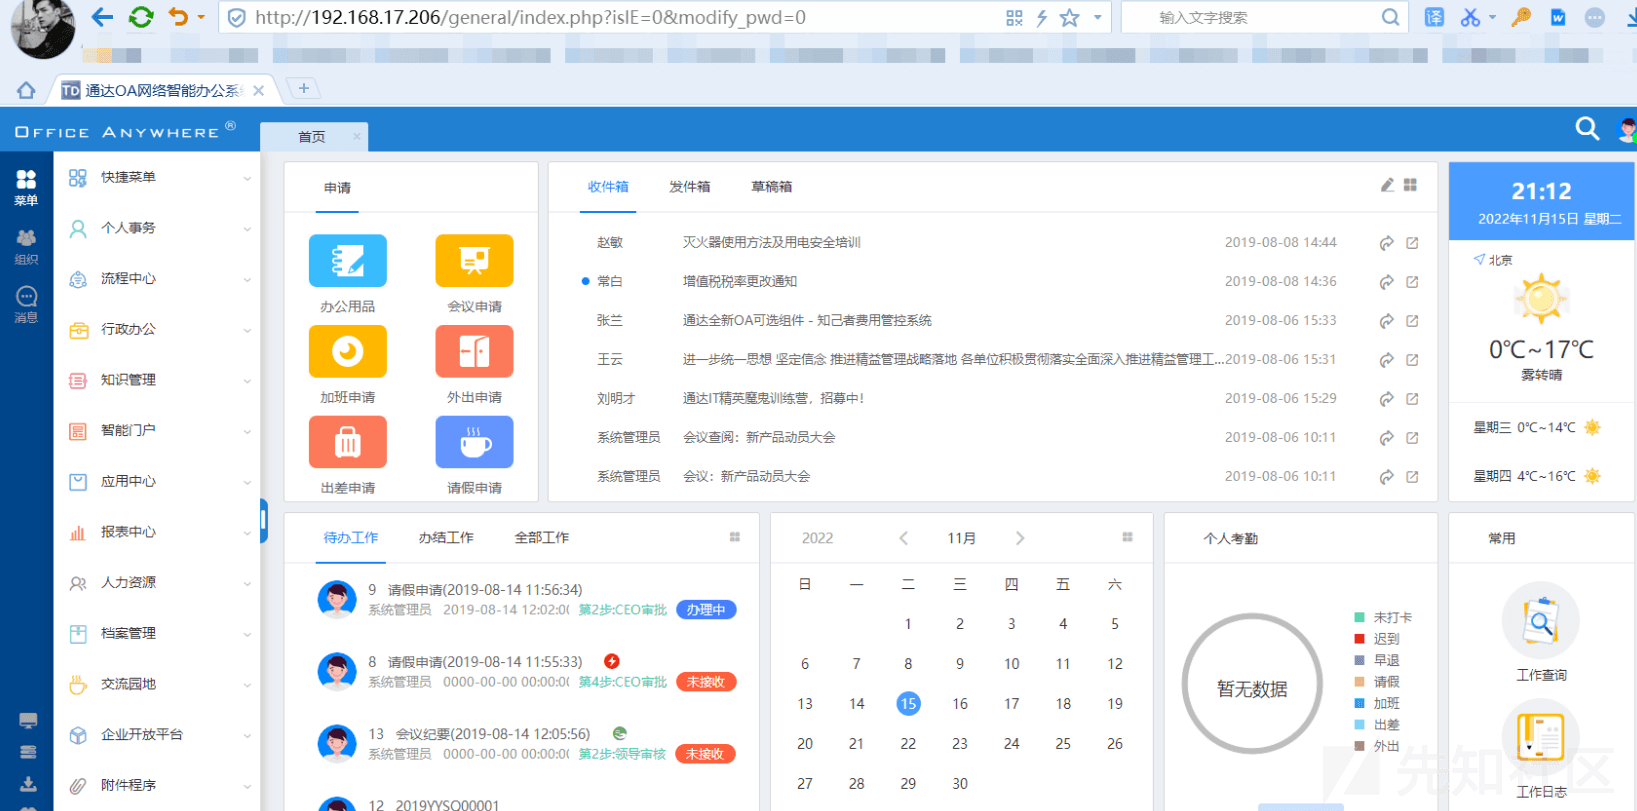 http://192.168.17.206/general/index.php?isIE=0&modify_pwd=0
输入文字搜索
译
W
TD 通达OA网络智能办公系
OFFICE ANYWHERE ®
首页
菜单
组织
消息
快捷菜单
个人事务
流程中心
行政办公
知识管理
智能门户
应用中心
报表中心
人力资源
档案管理
交流园地
企业开放平台
附件程序
申请
办公用品
会议申请
加班申请
外出申请
出差申请
请假申请
收件箱 发件箱 草稿箱
赵敏 灭火器使用方法及用电安全培训 2019-08-08 14:44
常白 增值税税率更改通知 2019-08-08 14:36
张兰 通达全新OA可选组件 - 知己者费用管控系统 2019-08-06 15:33
王云 进一步统一思想 坚定信念 推进精益管理战略落地 各单位积极贯彻落实全面深入推进精益管理工... 2019-08-06 15:31
刘明才 通达IT精英魔鬼训练营，招募中! 2019-08-06 15:29
系统管理员 会议查阅：新产品动员大会 2019-08-06 10:11
系统管理员 会议：新产品动员大会 2019-08-06 10:11
21:12
2022年11月15日 星期二
北京
0℃~17℃
雾转晴
星期三 0℃~14℃
星期四 4℃~16℃
待办工作 办结工作 全部工作
9 请假申请(2019-08-14 11:56:34)
系统管理员 2019-08-14 12:02:0 第2步:CEO审批 办理中
8 请假申请(2019-08-14 11:55:33)
系统管理员 0000-00-00 00:00:0 第4步:CEO审批 未接收
13 会议纪要(2019-08-14 12:05:56)
系统管理员 0000-00-00 00:00:0 第2步:领导审核 未接收
12 2019YYSQ00001
2022 11月
日 一 二 三 四 五 六
1 2 3 4 5
6 7 8 9 10 11 12
13 14 15 16 17 18 19
20 21 22 23 24 25 26
27 28 29 30
个人考勤
暂无数据
未打卡
迟到
早退
请假
加班
出差
外出
常用
工作查询
工作日志
先知社区